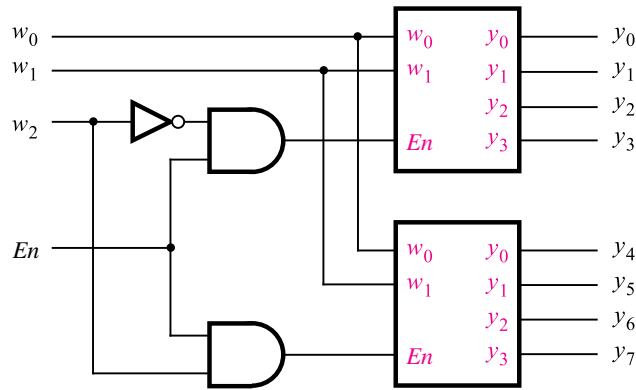 w₀ w₀ y₀ y₀
w₁ w₁ y₁ y₁
y₂ y₂
w₂
En y₃ y₃
En w₀ y₀ y₄
w₁ y₁ y₅
y₂ y₆
En y₃ y₇